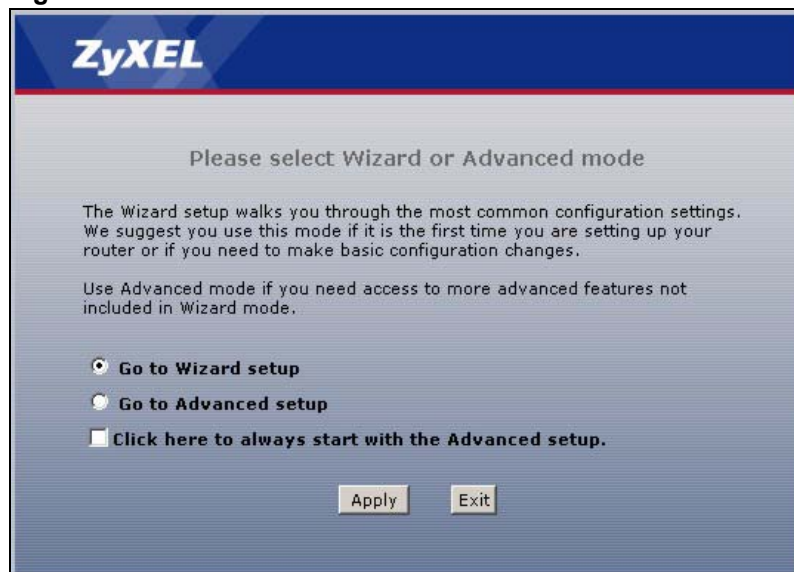 ZyXEL
Please select Wizard or Advanced mode
The Wizard setup walks you through the most common configuration settings.
We suggest you use this mode if it is the first time you are setting up your
router or if you need to make basic configuration changes.
Use Advanced mode if you need access to more advanced features not
included in Wizard mode.
Go to Wizard setup
Go to Advanced setup
Click here to always start with the Advanced setup.
Apply Exit